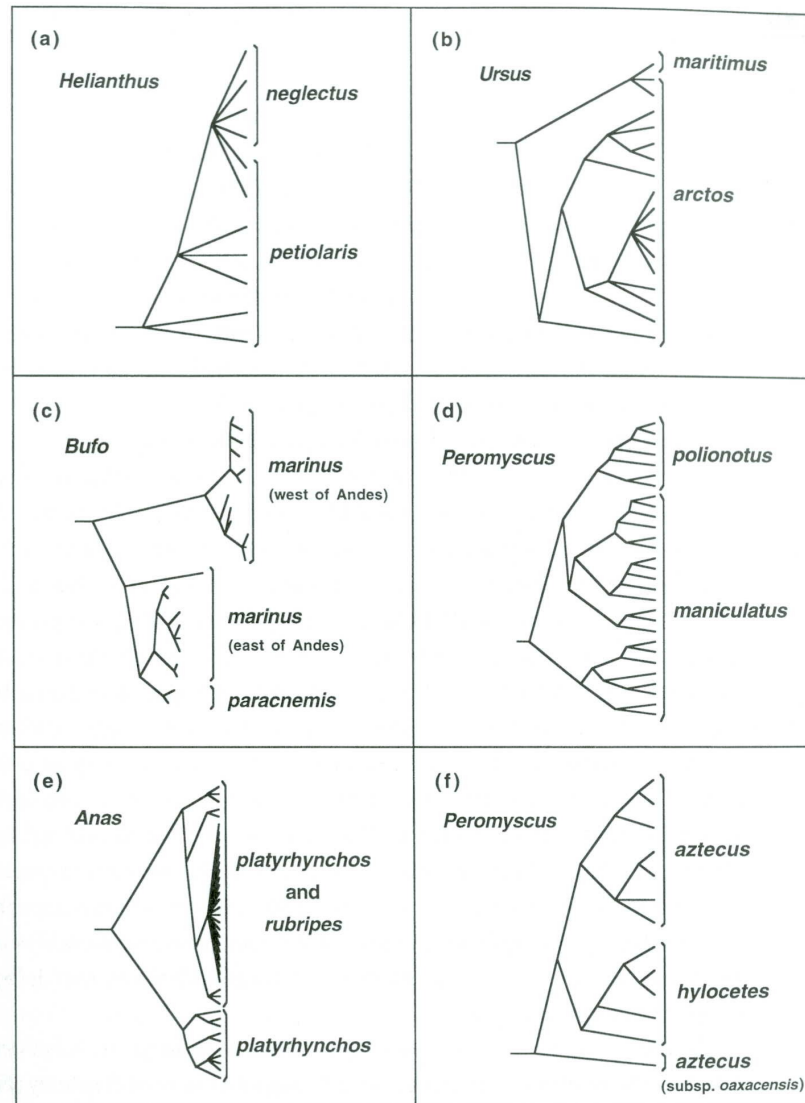 (a)
Helianthus
neglectus
petiolaris
(b)
Ursus
maritimus
arctos
(c)
Bufo
marinus
(west of Andes)
marinus
(east of Andes)
paracnemis
(d)
Peromyscus
polionotus
maniculatus
(e)
Anas
platyrhynchos
and
rubripes
platyrhynchos
(f)
Peromyscus
aztecus
hylocetes
aztecus
(subsp. oaxacensis)